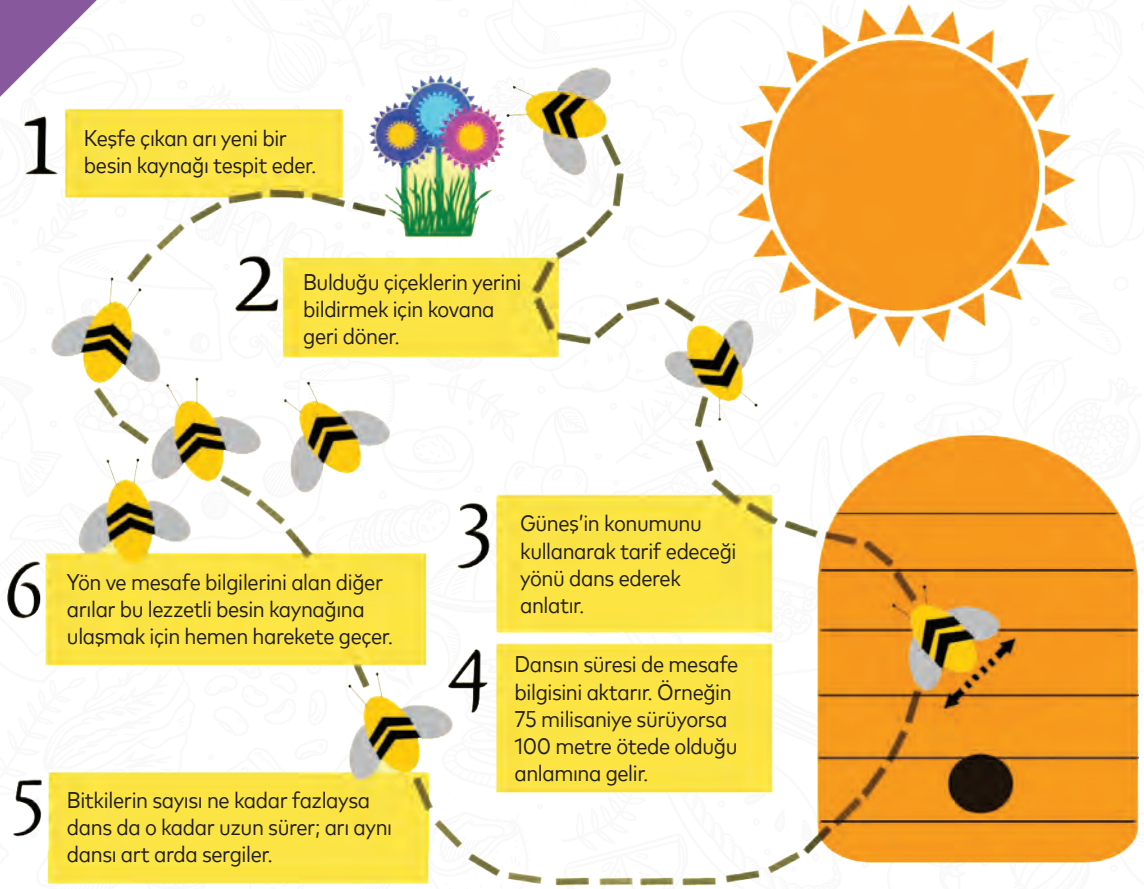 1
Keşfe çıkan arı yeni bir
besin kaynağı tespit eder.
2
Bulduğu çiçeklerin yerini
bildirmek için kovana
geri döner.
3
Güneş’in konumunu
kullanarak tarif edeceği
yönü dans ederek
anlatır.
4
Dansın süresi de mesafe
bilgisini aktarır. Örneğin
75 milisaniye sürüyorsa
100 metre ötede olduğu
anlamına gelir.
5
Bitkilerin sayısı ne kadar fazlaysa
dans da o kadar uzun sürer; arı aynı
dansı art arda sergiler.
6
Yön ve mesafe bilgilerini alan diğer
arılar bu lezzetli besin kaynağına
ulaşmak için hemen harekete geçer.